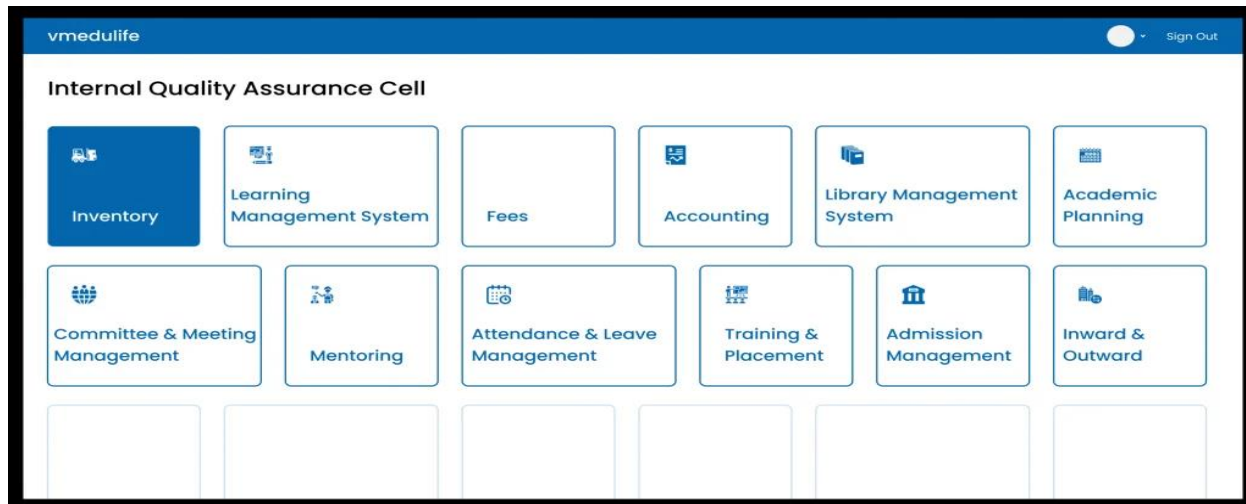 vmedulife
Sign Out
Internal Quality Assurance Cell
Inventory
Learning
Management System
Fees
Accounting
Library Management
System
Academic
Planning
Committee & Meeting
Management
Mentoring
Attendance & Leave
Management
Training &
Placement
Admission
Management
Inward &
Outward